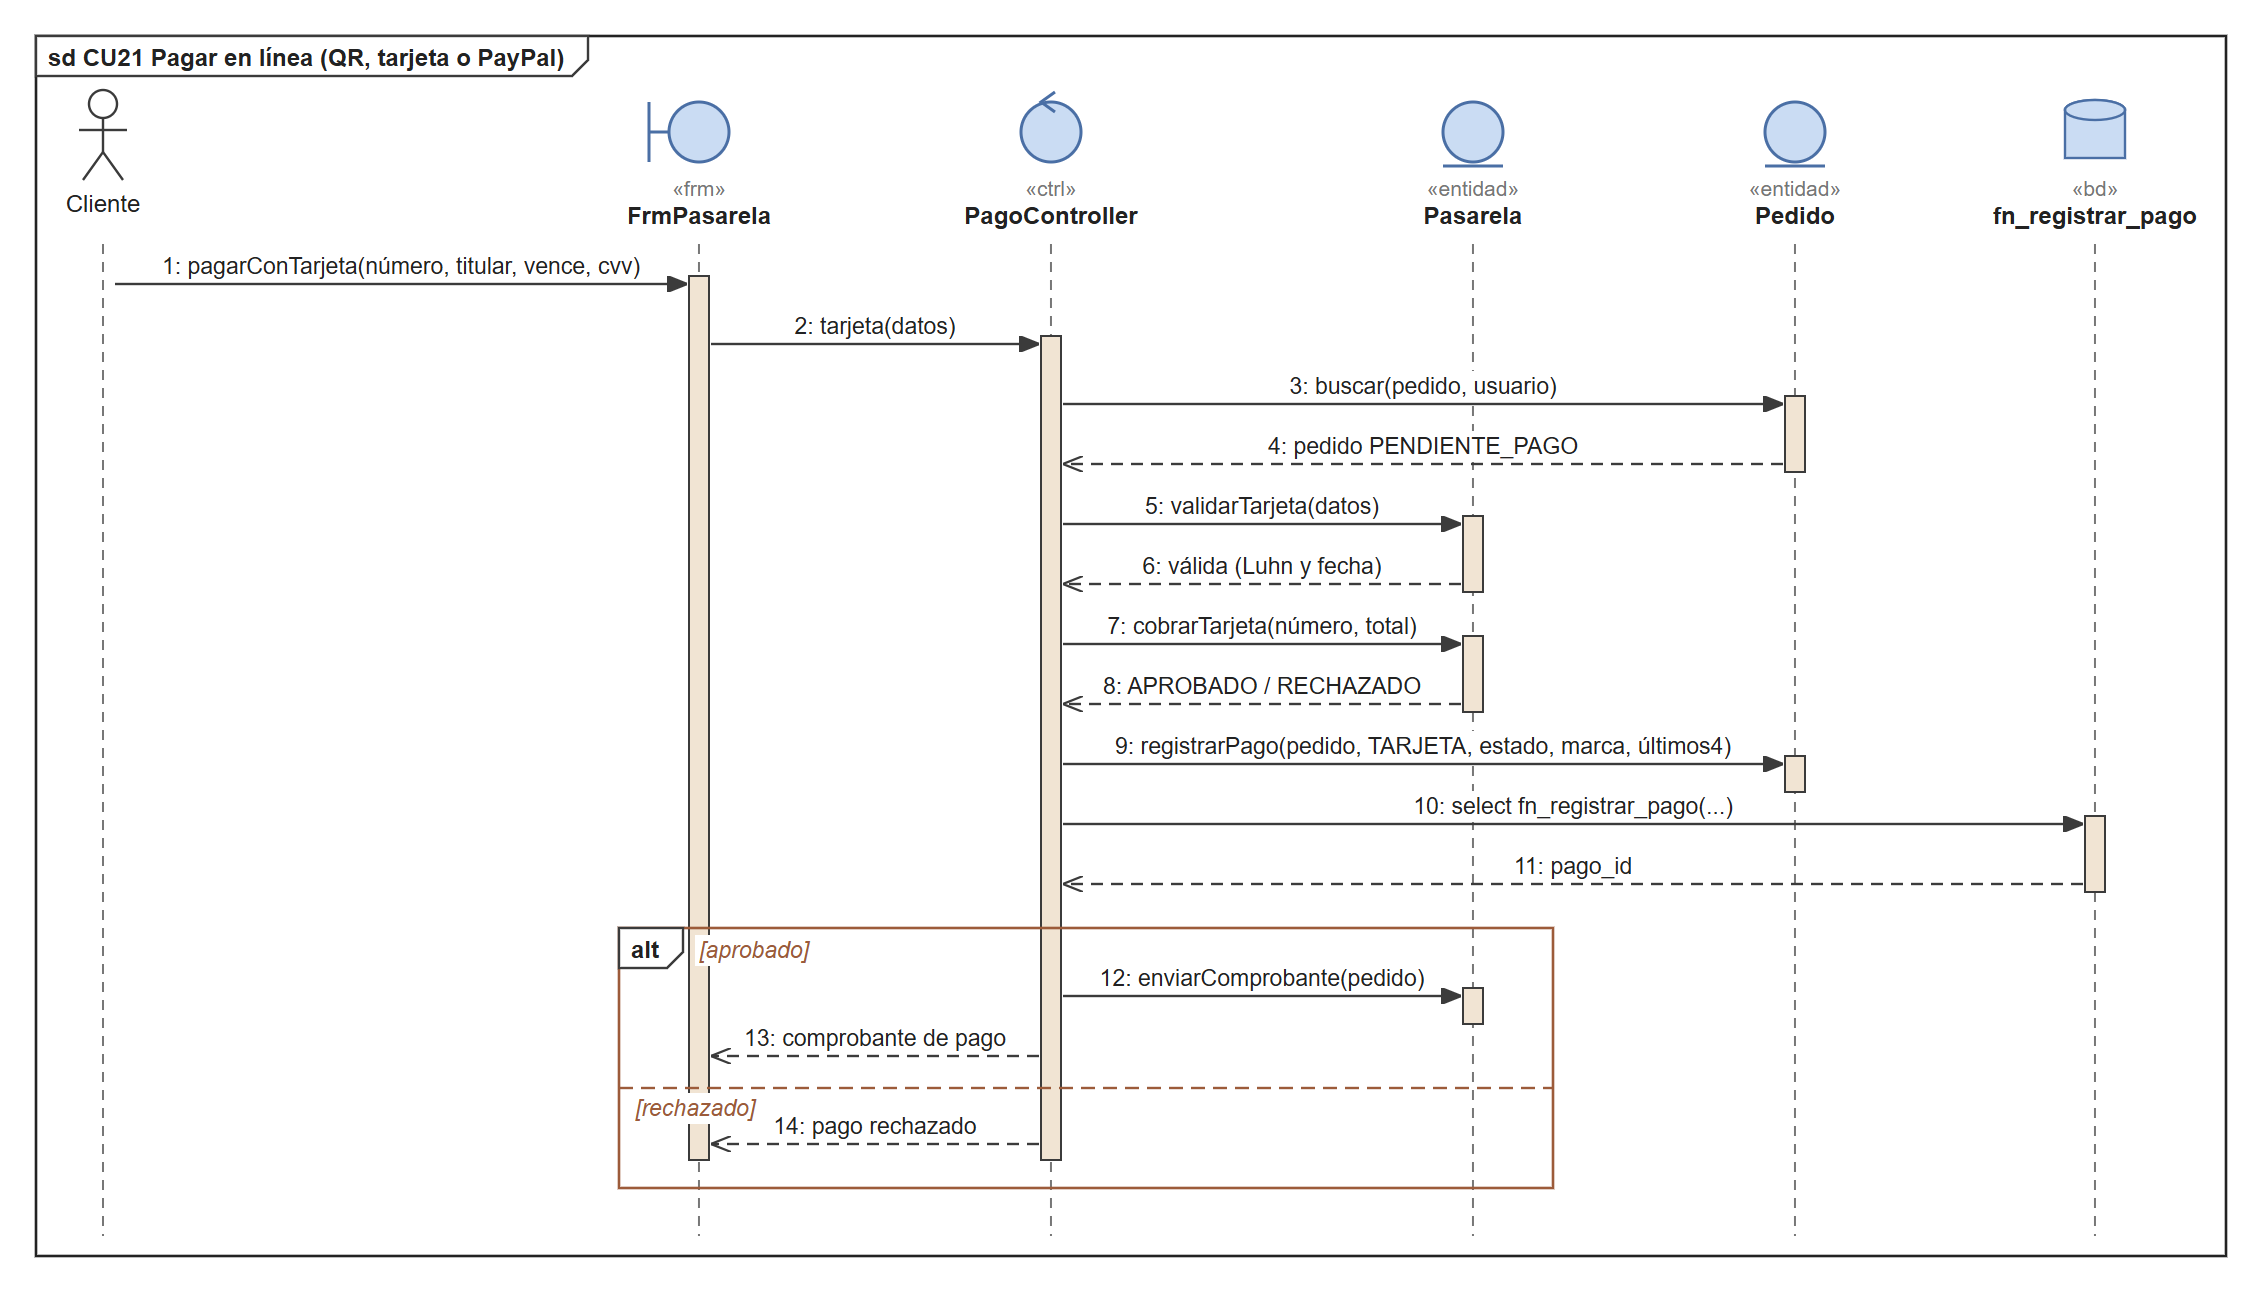 sd CU21 Pagar en línea (QR, tarjeta o PayPal)
Cliente
«frm»
FrmPasarela
«ctrl»
PagoController
«entidad»
Pasarela
«entidad»
Pedido
«bd»
fn_registrar_pago
1: pagarConTarjeta(número, titular, vence, cvv)
2: tarjeta(datos)
3: buscar(pedido, usuario)
4: pedido PENDIENTE_PAGO
5: validarTarjeta(datos)
6: válida (Luhn y fecha)
7: cobrarTarjeta(número, total)
8: APROBADO / RECHAZADO
9: registrarPago(pedido, TARJETA, estado, marca, últimos4)
10: select fn_registrar_pago(...)
11: pago_id
alt [aprobado]
12: enviarComprobante(pedido)
13: comprobante de pago
[rechazado]
14: pago rechazado